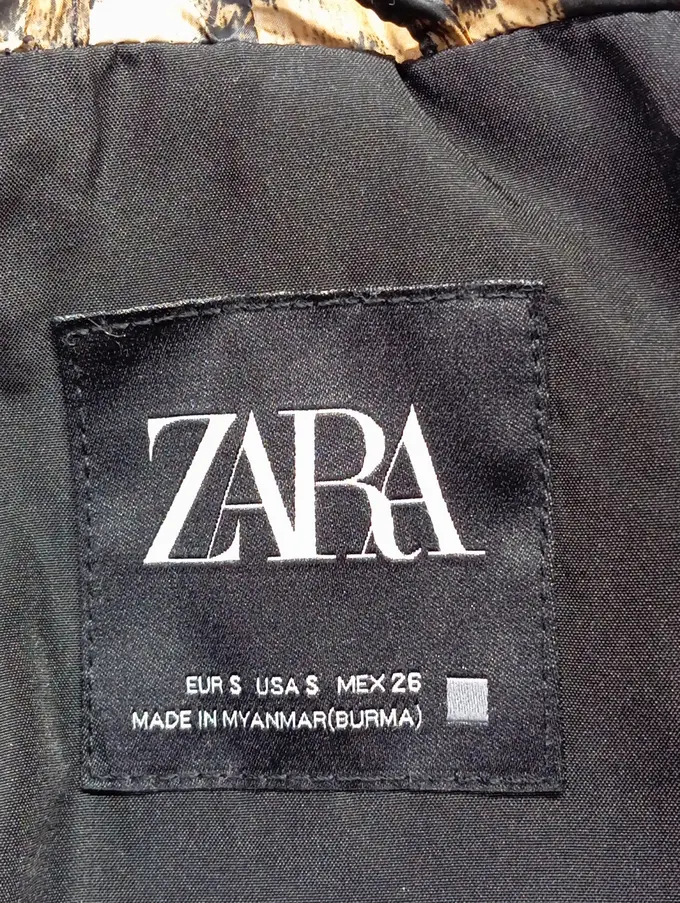 ZARA
EUR S USA S MEX 26
MADE IN MYANMAR(BURMA)